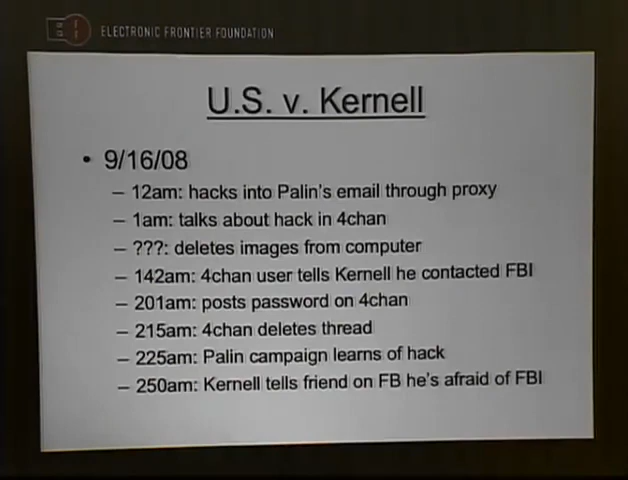 ELECTRONIC FRONTIER FOUNDATION
U.S. v. Kernell
• 9/16/08
– 12am: hacks into Palin's email through proxy
– 1am: talks about hack in 4chan
– ???: deletes images from computer
– 142am: 4chan user tells Kernell he contacted FBI
– 201am: posts password on 4chan
– 215am: 4chan deletes thread
– 225am: Palin campaign learns of hack
– 250am: Kernell tells friend on FB he's afraid of FBI